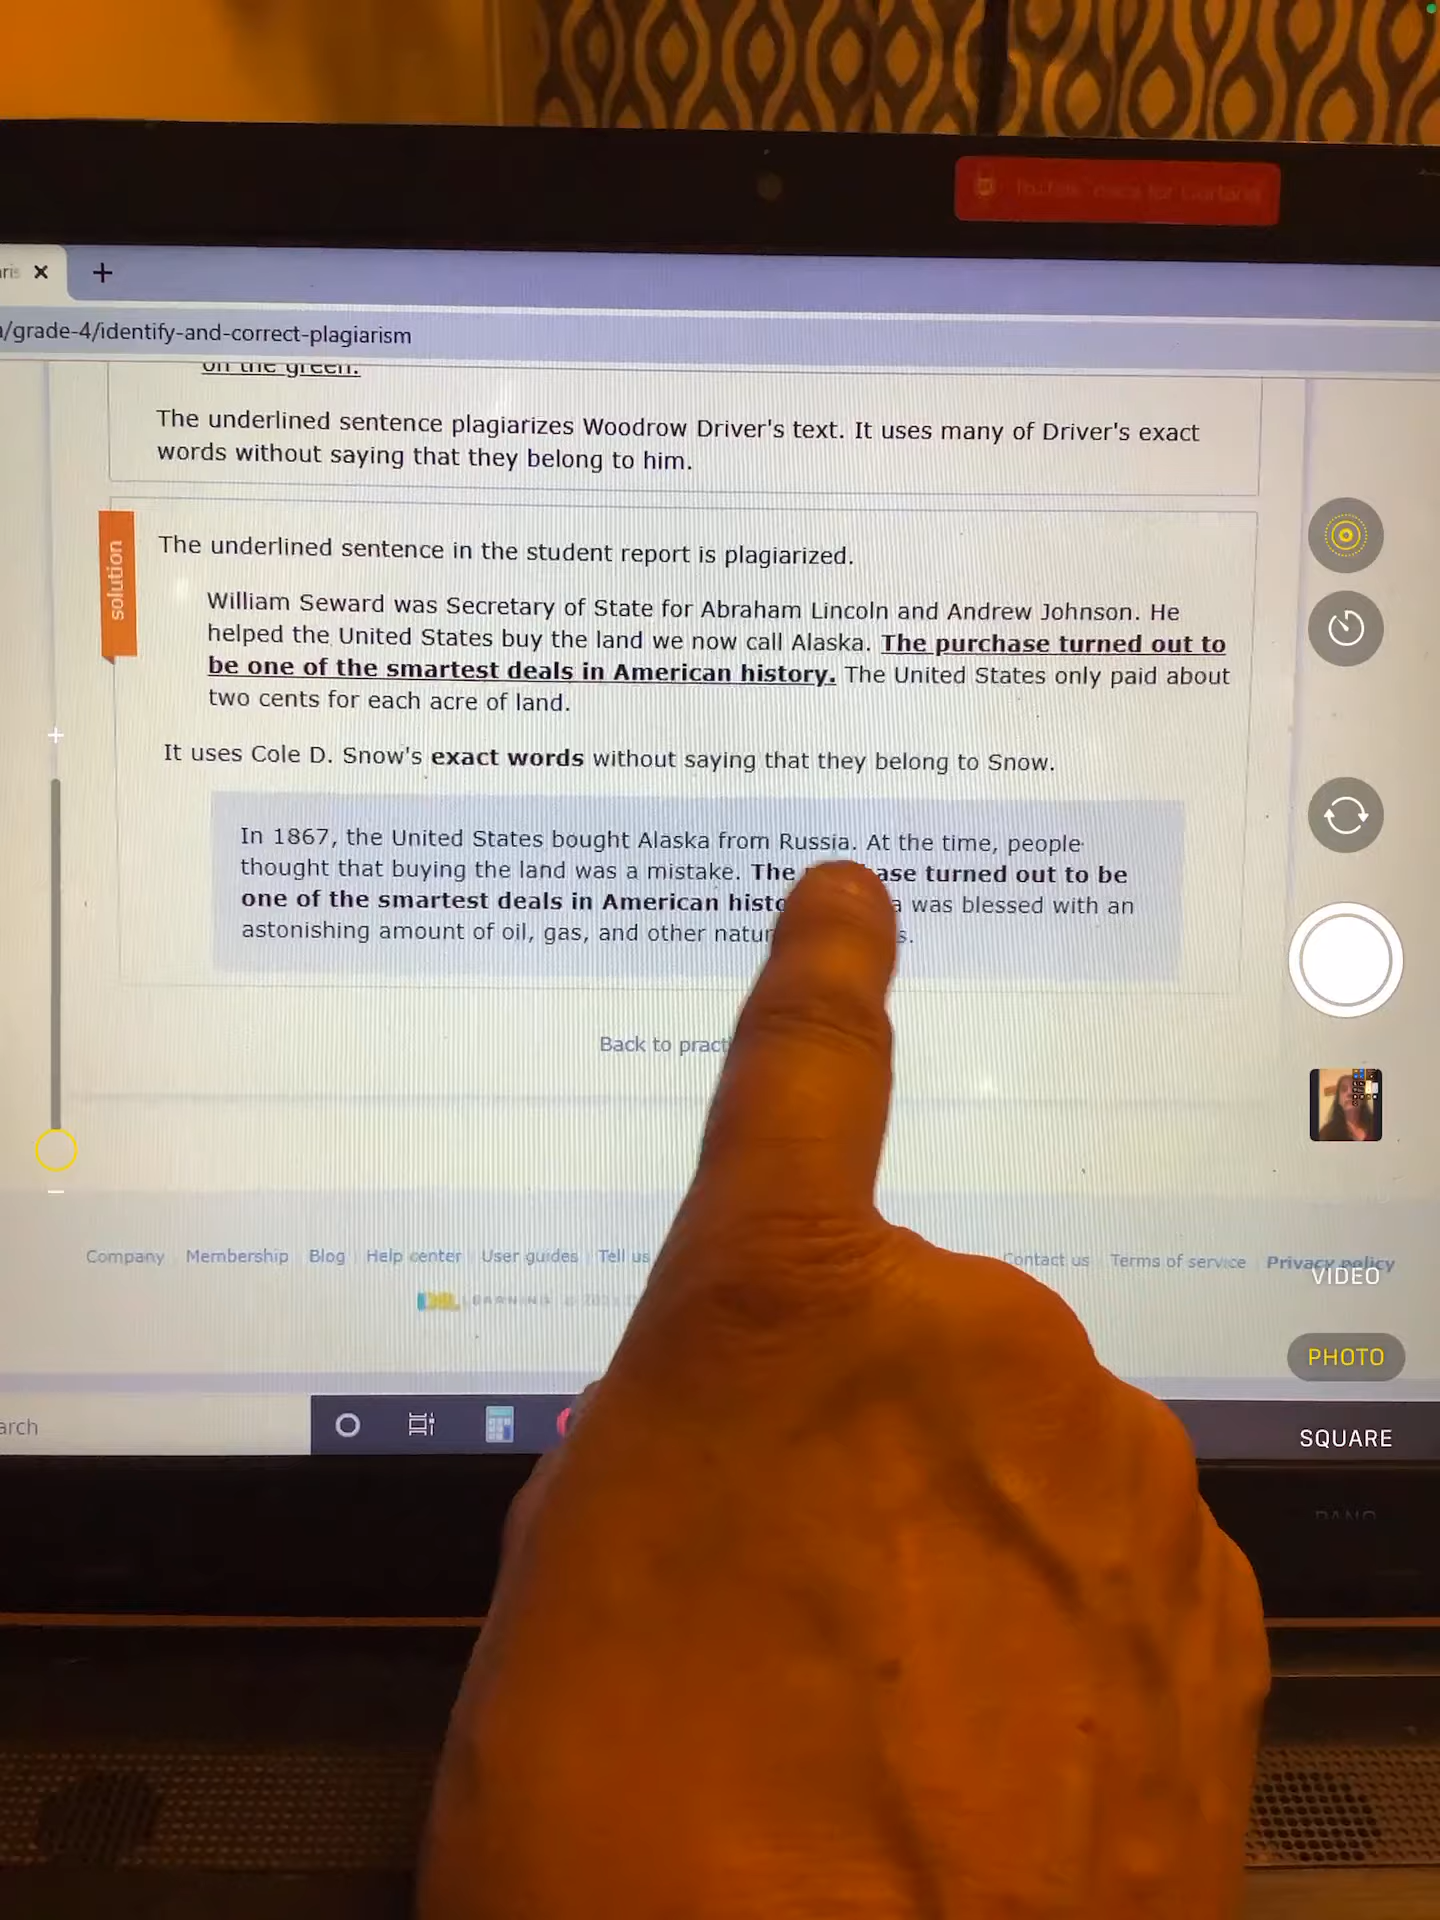 ris × +
/grade-4/identify-and-correct-plagiarism
on the green.
The underlined sentence plagiarizes Woodrow Driver's text. It uses many of Driver's exact
words without saying that they belong to him.
solution
The underlined sentence in the student report is plagiarized.
William Seward was Secretary of State for Abraham Lincoln and Andrew Johnson. He
helped the United States buy the land we now call Alaska. The purchase turned out to
be one of the smartest deals in American history. The United States only paid about
two cents for each acre of land.
It uses Cole D. Snow's exact words without saying that they belong to Snow.
In 1867, the United States bought Alaska from Russia. At the time, people
thought that buying the land was a mistake. The ase turned out to be
one of the smartest deals in American histo a was blessed with an
astonishing amount of oil, gas, and other natur s.
Back to pract
Company Membership Blog Help center User guides Tell us Contact us Terms of service Privacy policy
IXL LEARNING ©
arch
VIDEO
PHOTO
SQUARE
PANO